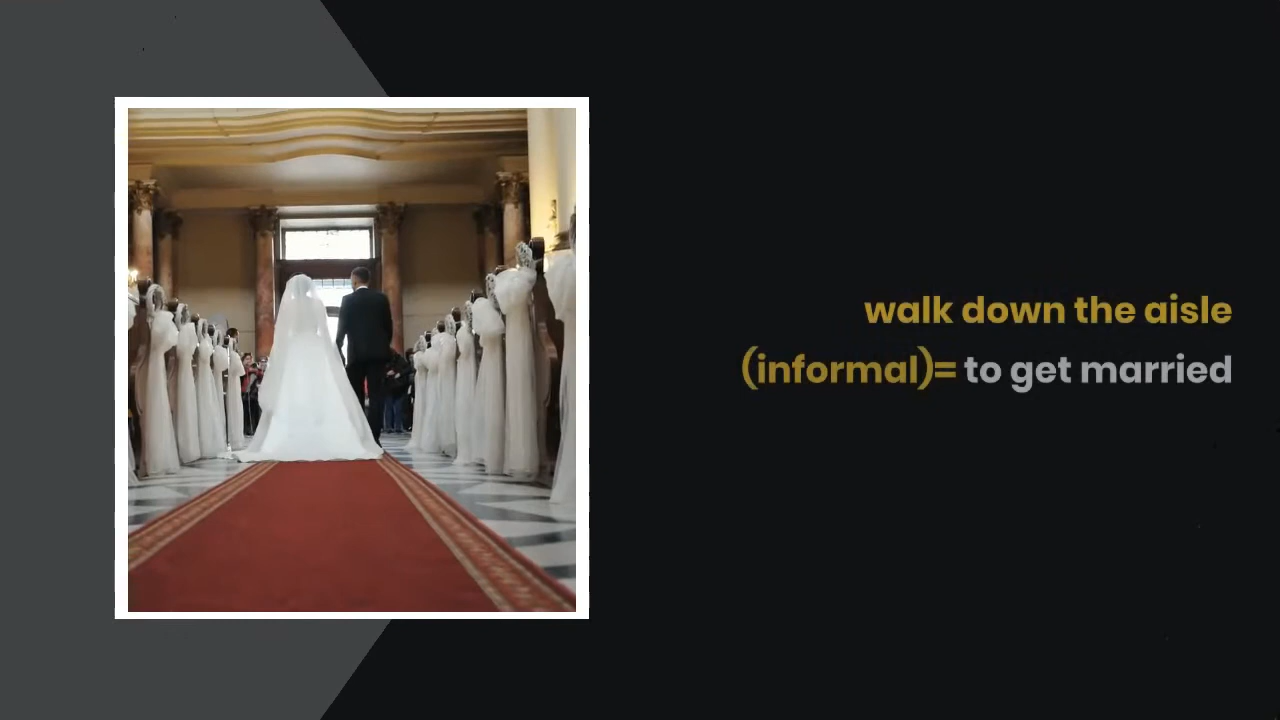 walk down the aisle
(informal)= to get married